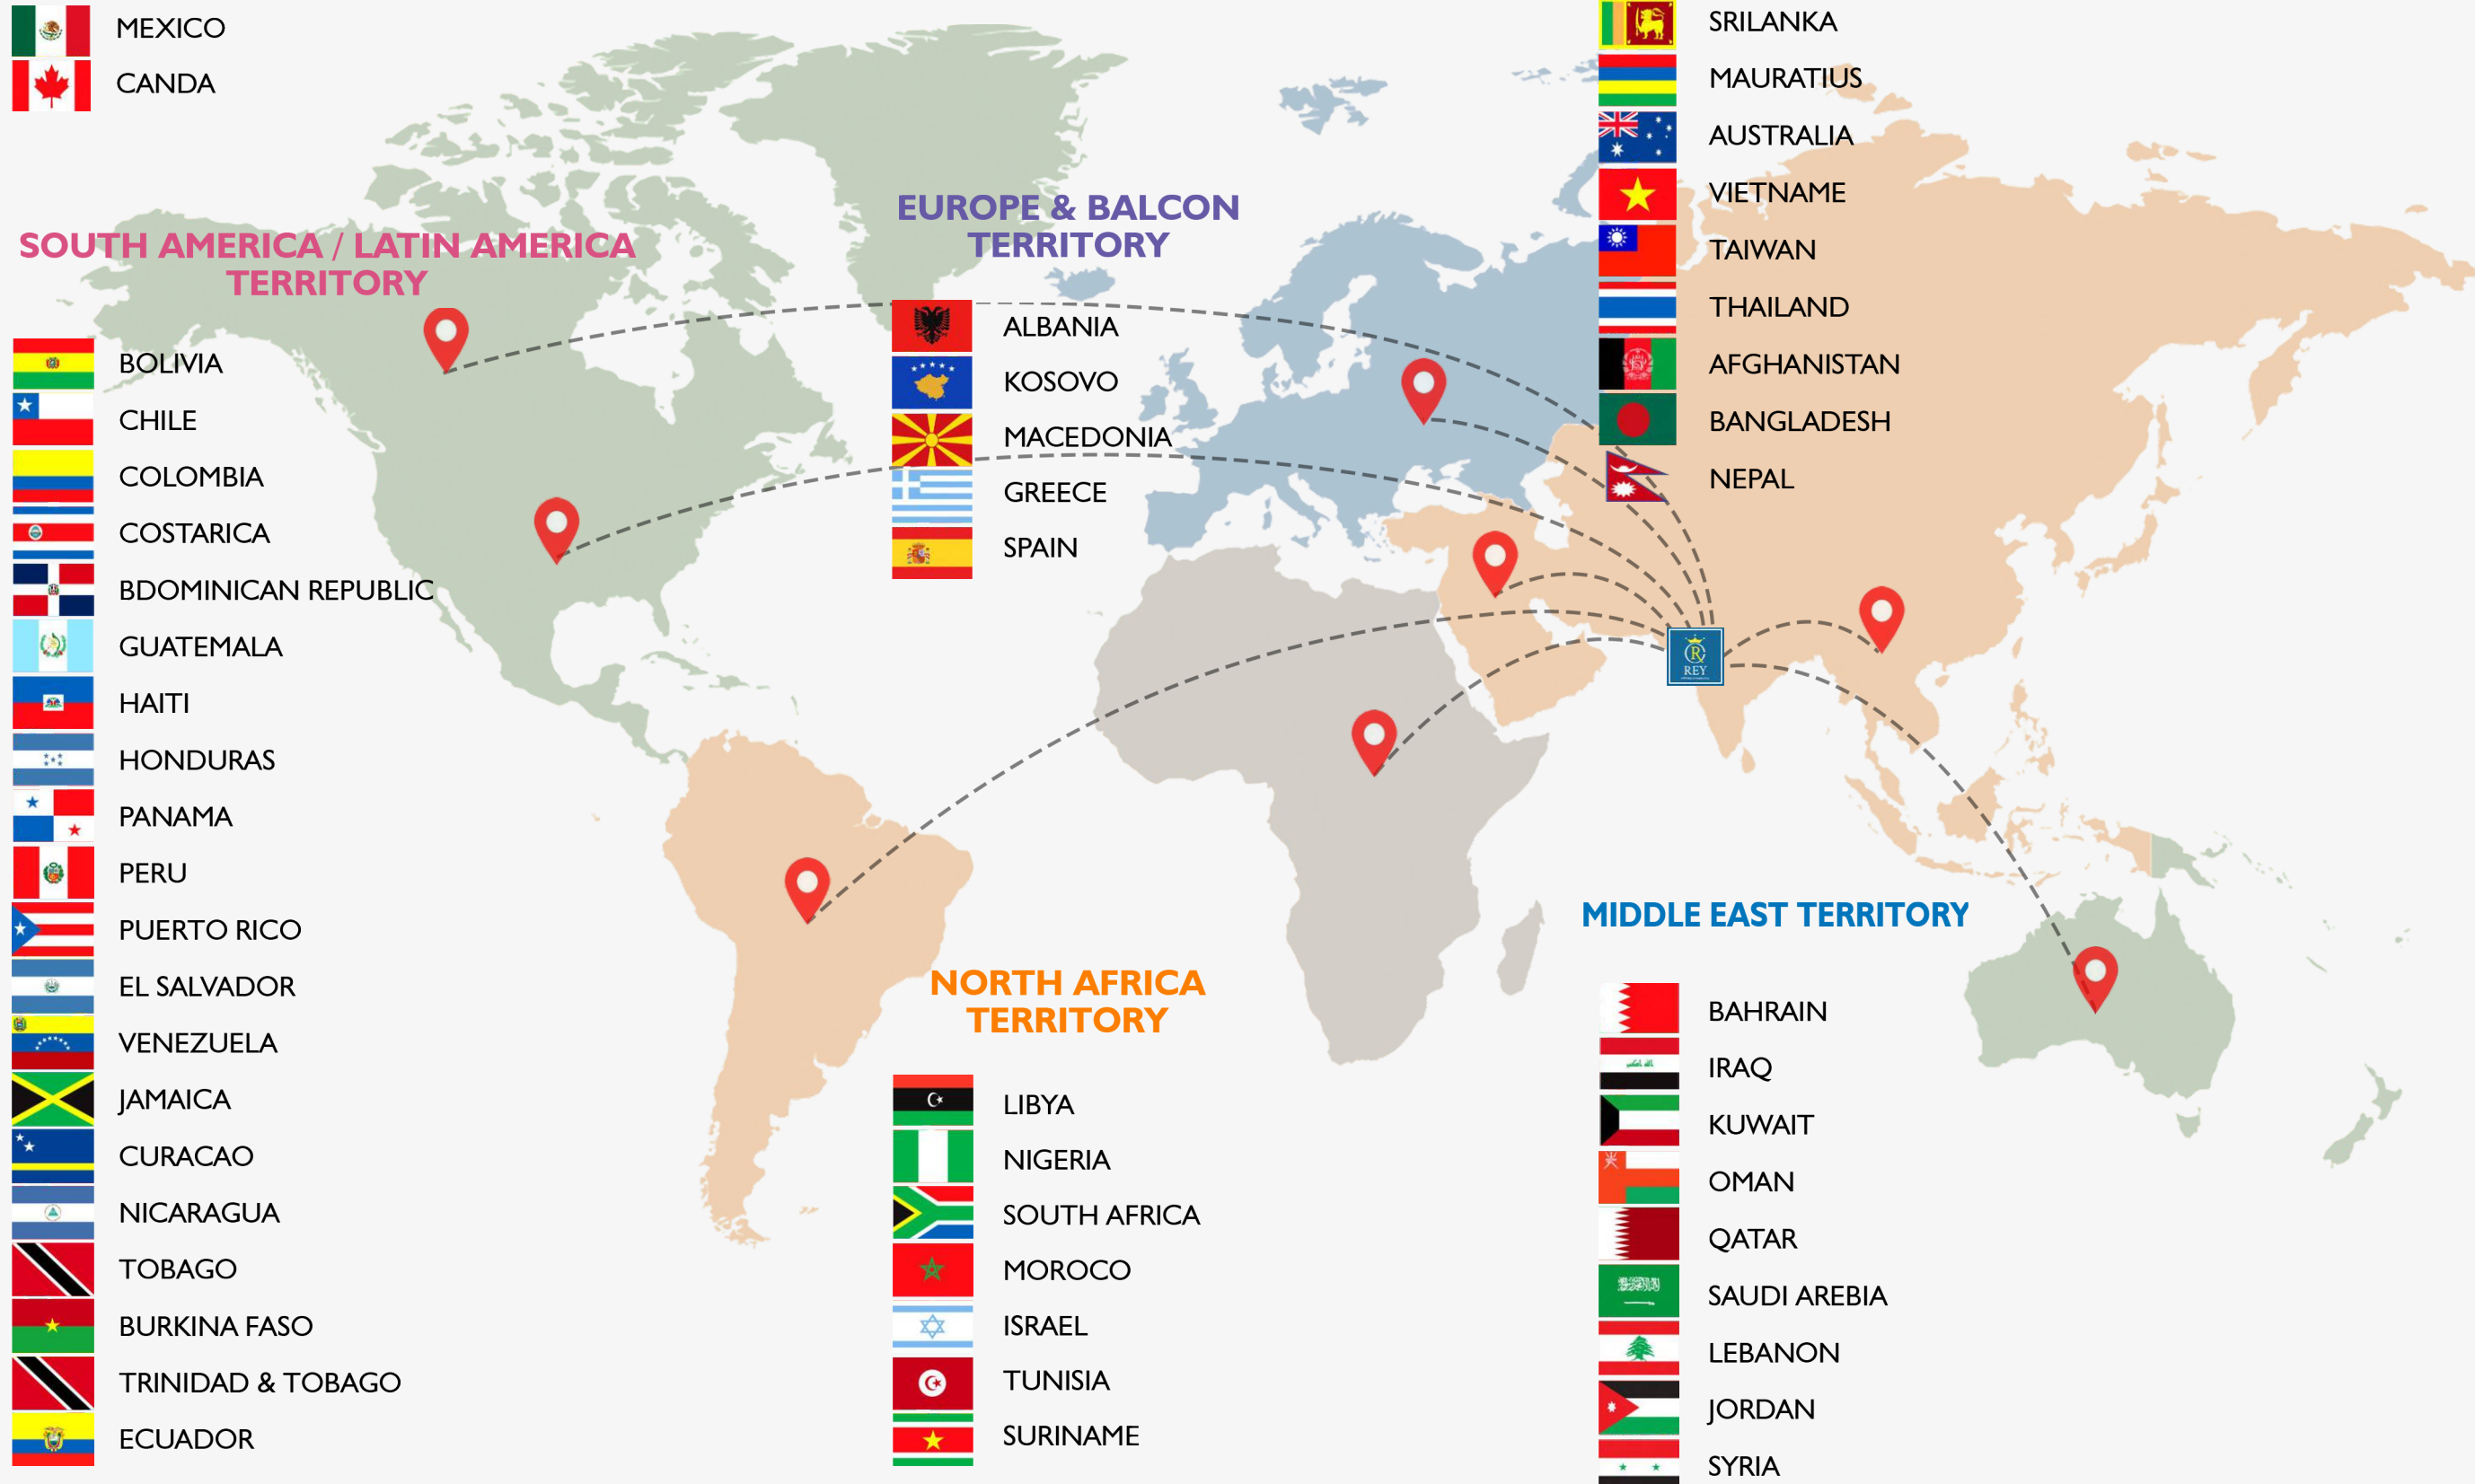 MEXICO
CANDA
SOUTH AMERICA / LATIN AMERICA
TERRITORY
BOLIVIA
CHILE
COLOMBIA
COSTARICA
BDOMINICAN REPUBLIC
GUATEMALA
HAITI
HONDURAS
PANAMA
PERU
PUERTO RICO
EL SALVADOR
VENEZUELA
JAMAICA
CURACAO
NICARAGUA
TOBAGO
BURKINA FASO
TRINIDAD & TOBAGO
ECUADOR
EUROPE & BALCON
TERRITORY
ALBANIA
KOSOVO
MACEDONIA
GREECE
SPAIN
NORTH AFRICA
TERRITORY
LIBYA
NIGERIA
SOUTH AFRICA
MOROCO
ISRAEL
TUNISIA
SURINAME
SRILANKA
MAURATIUS
AUSTRALIA
VIETNAME
TAIWAN
THAILAND
AFGHANISTAN
BANGLADESH
NEPAL
R
REY
MIDDLE EAST TERRITORY
BAHRAIN
IRAQ
KUWAIT
OMAN
QATAR
SAUDI AREBIA
LEBANON
JORDAN
SYRIA